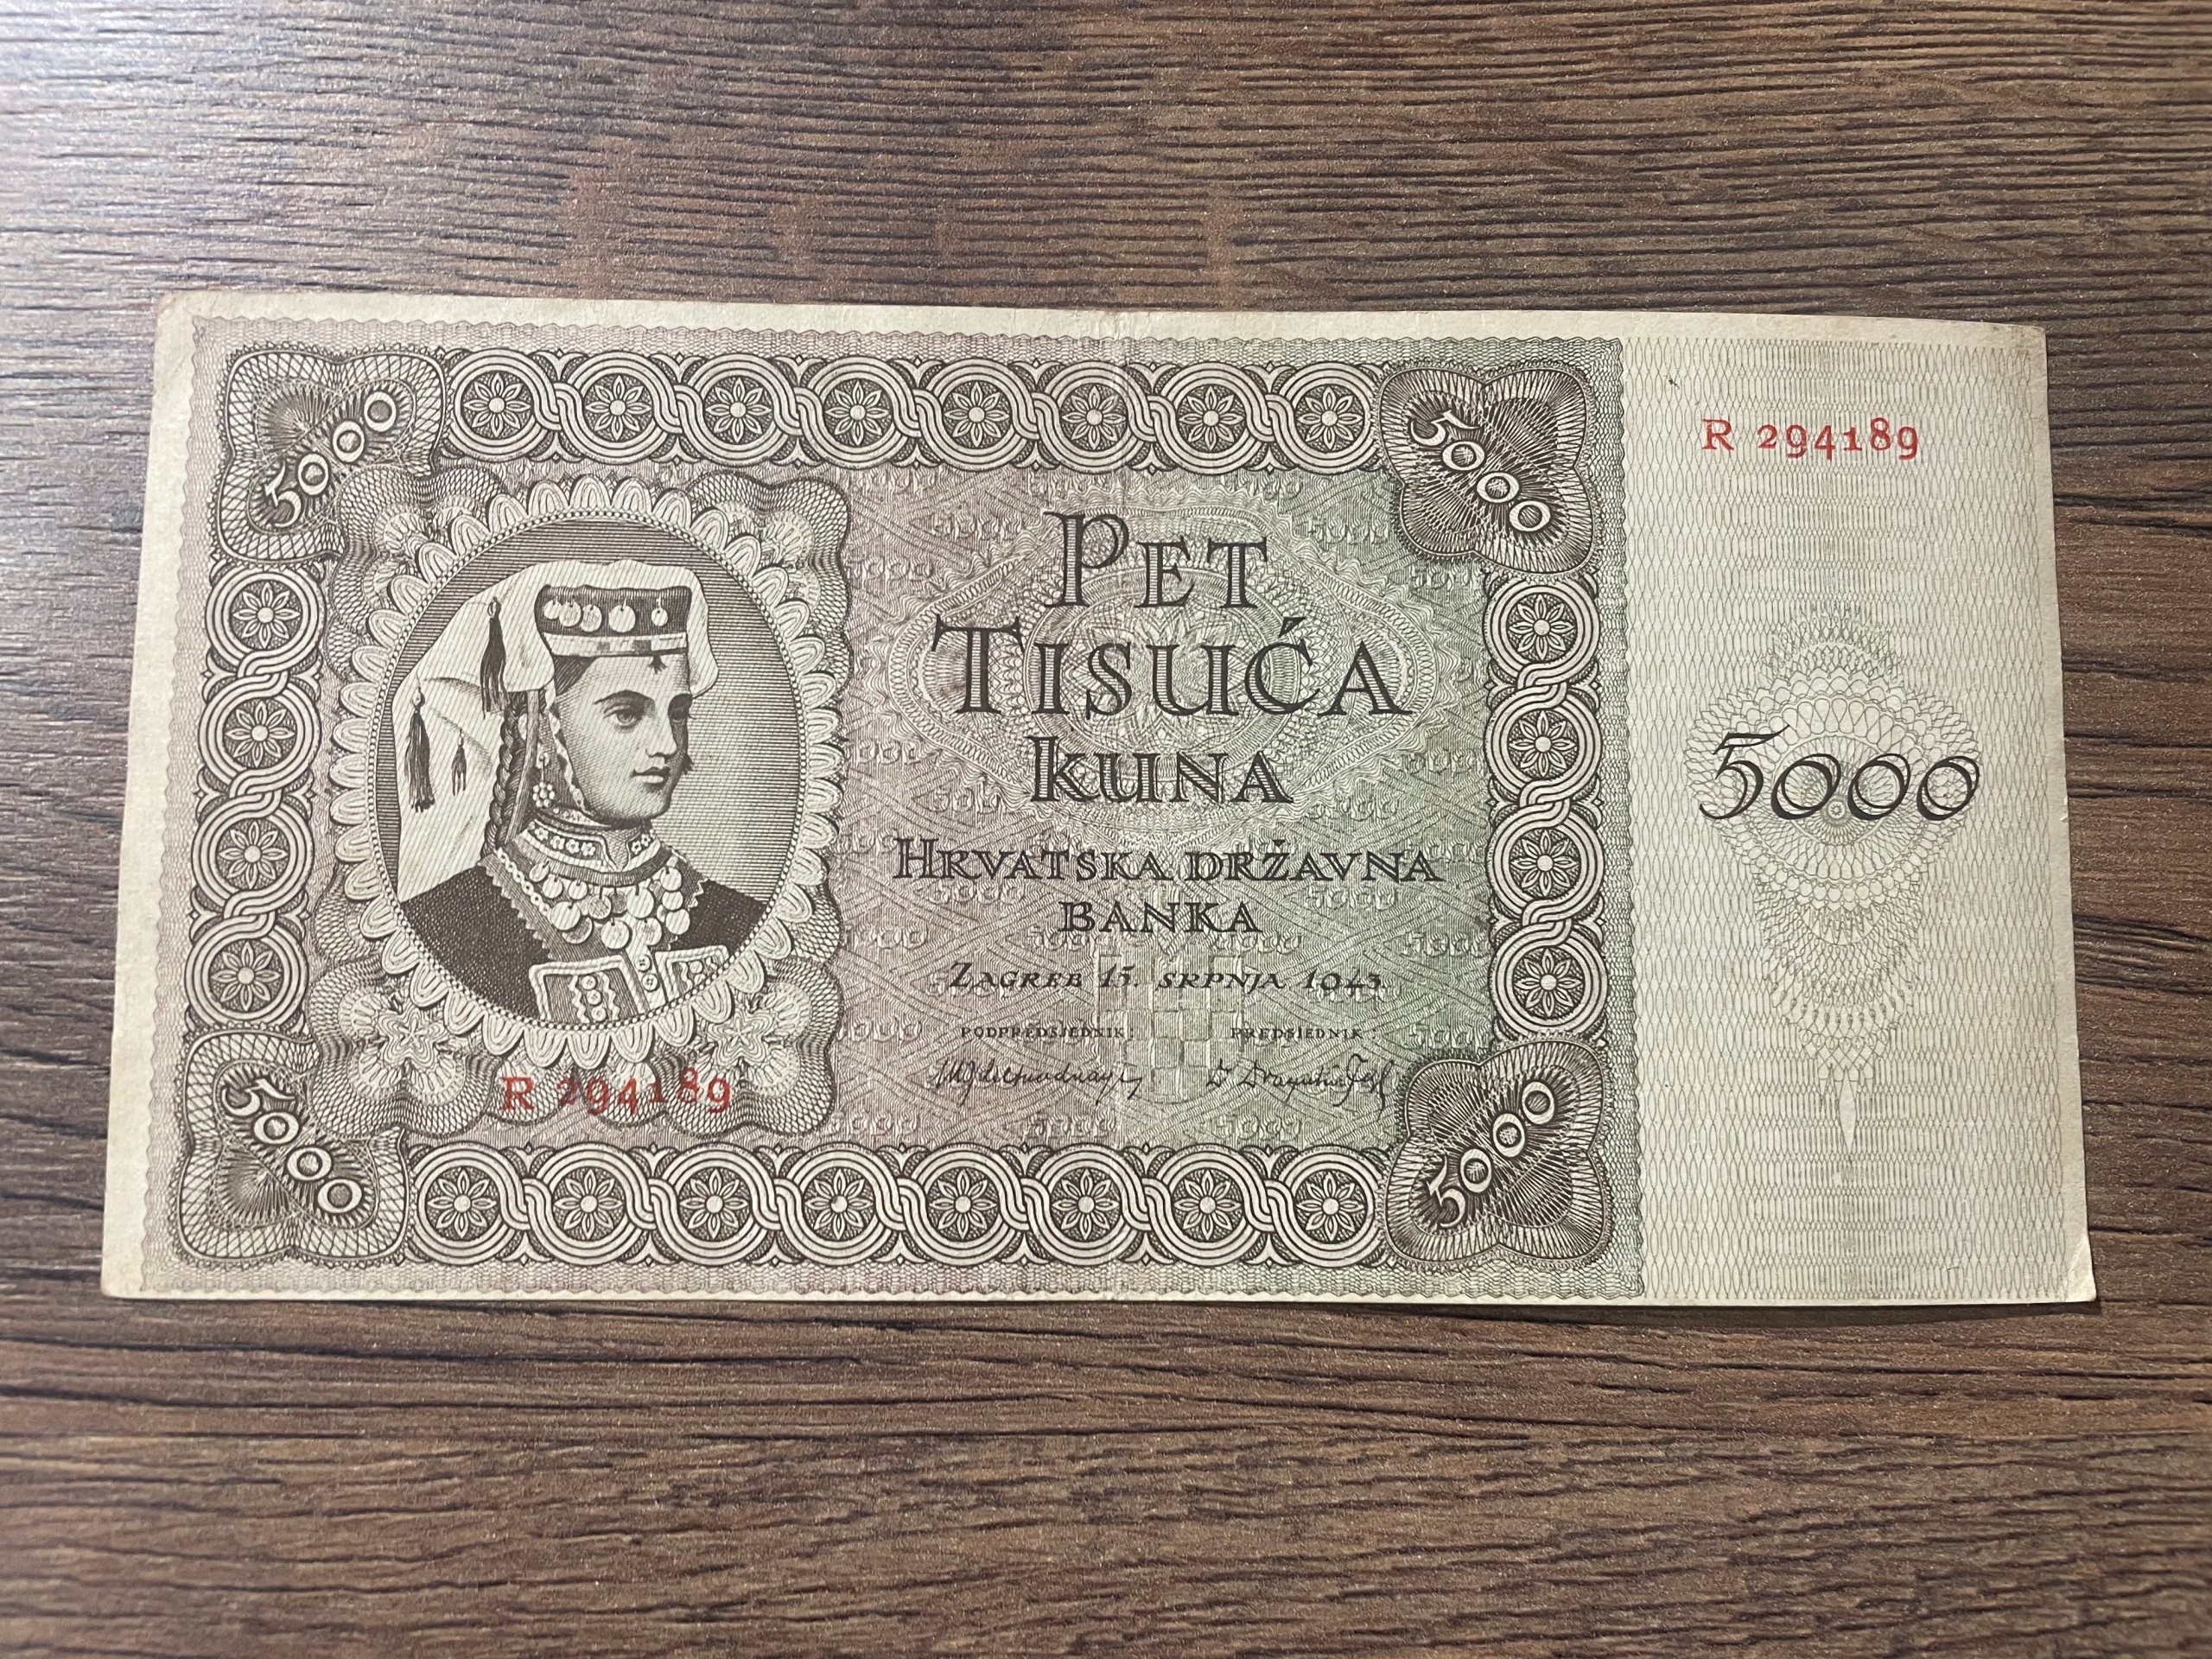 5000
5000
R 294189
PET
TISUĆA
KUNA
5000
HRVATSKA DRŽAVNA
BANKA
ZAGREB 15. SRPNJA 1943.
PODPREDSJEDNIK: PREDSJEDNIK:
R 294189
5000
5000